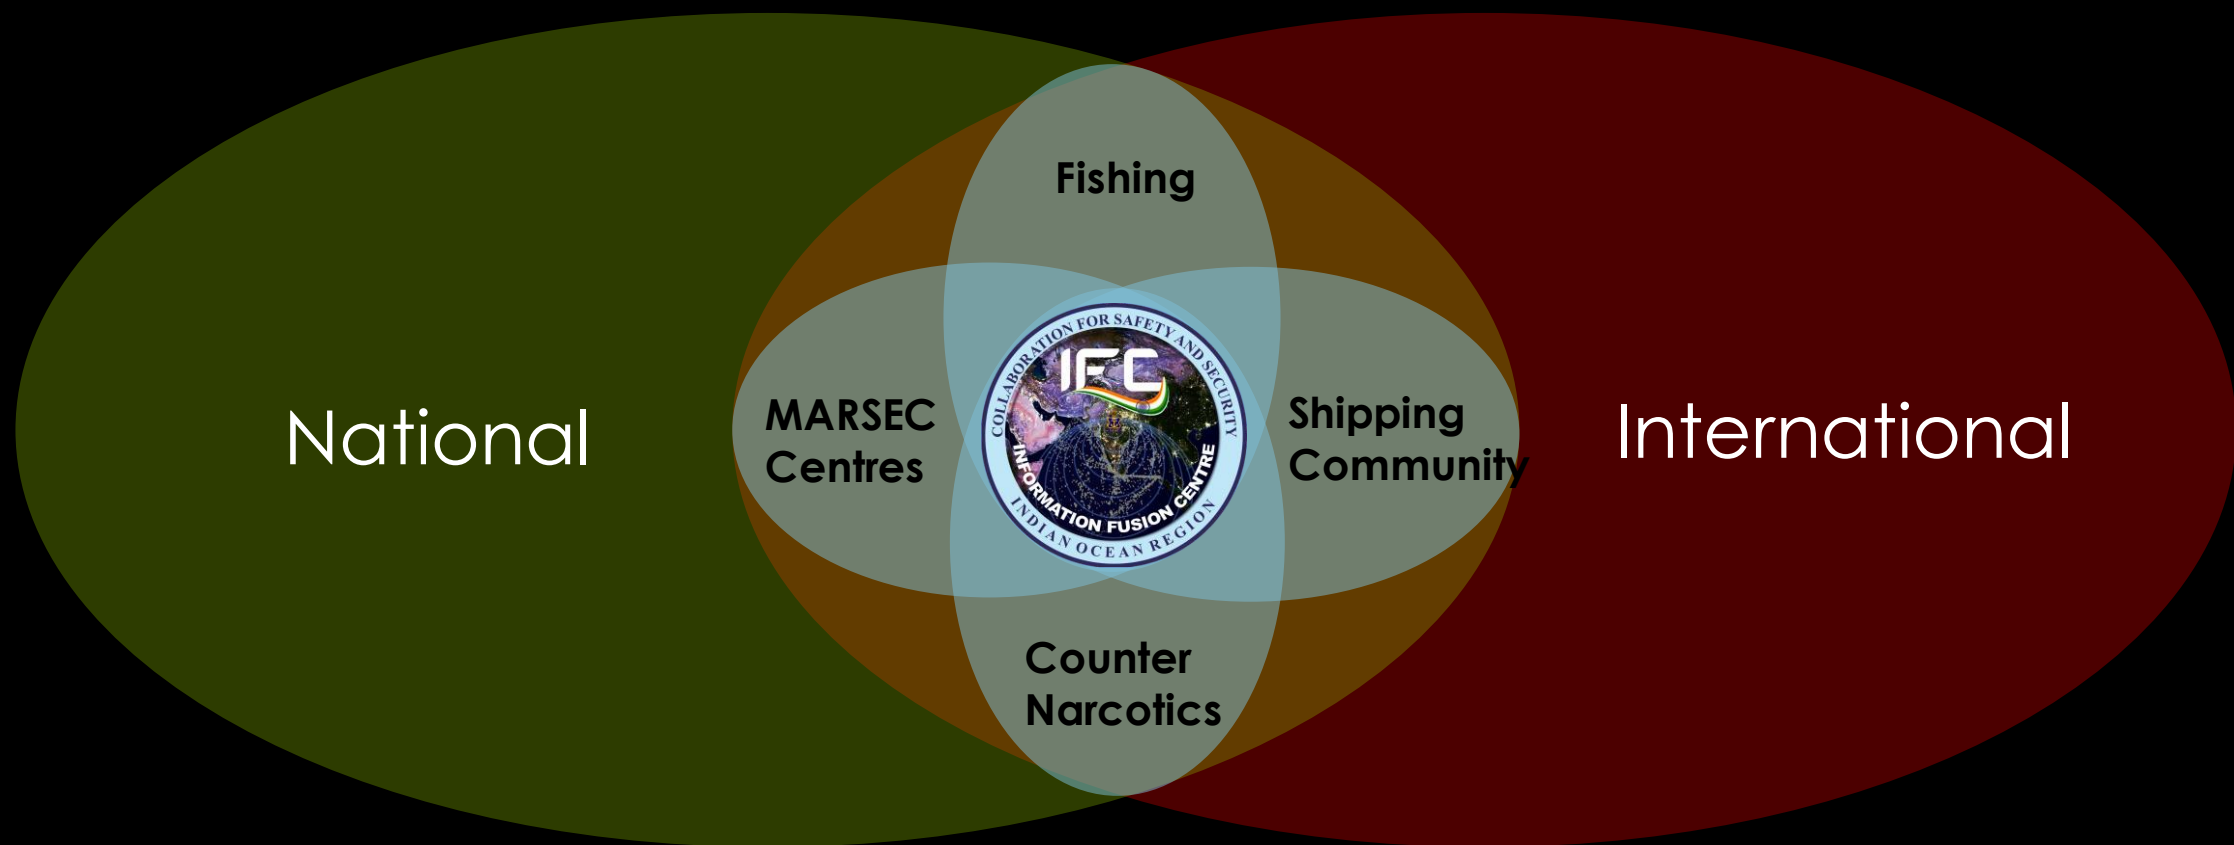 Fishing
National
MARSEC
Centres
COLLABORATION FOR SAFETY AND SECURITY
IFC
INFORMATION FUSION CENTRE
INDIAN OCEAN REGION
Shipping
Community
International
Counter
Narcotics